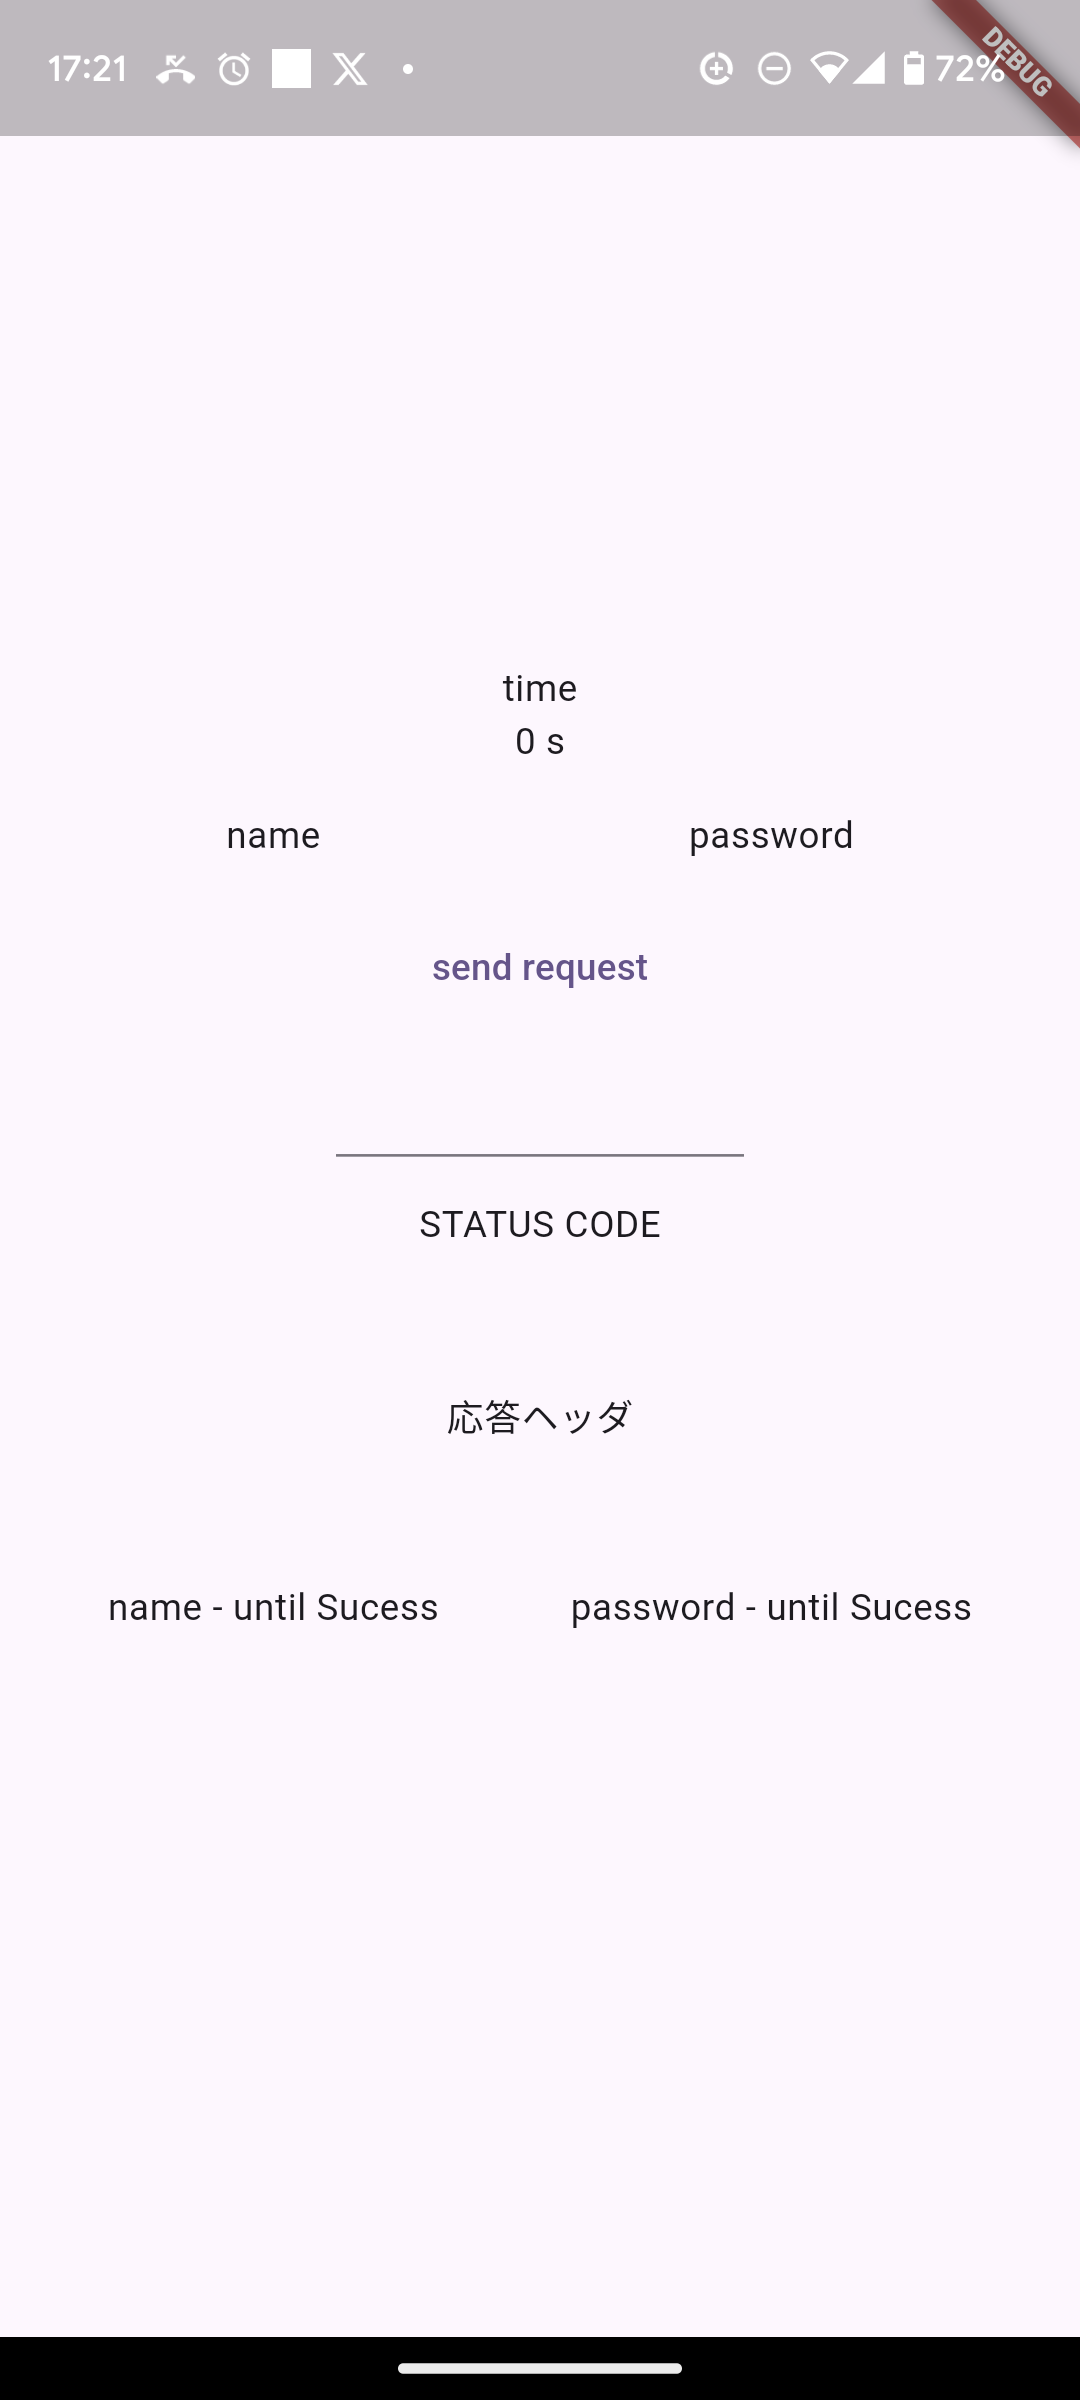 17:21 72%
DEBUG
time
0 s
name password
send request
STATUS CODE
応答ヘッダ
name - until Sucess password - until Sucess